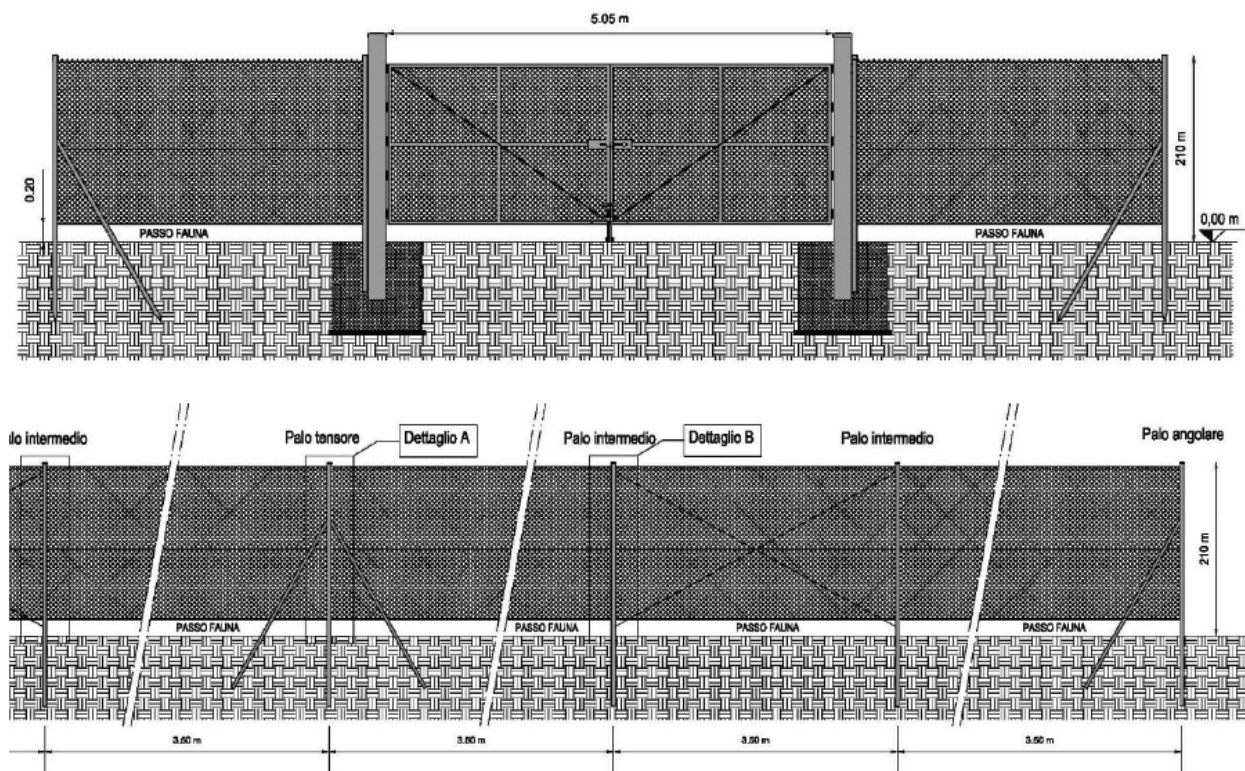 5.05 m
210 m
0.20
0,00 m
PASSO FAUNA
PASSO FAUNA
alo intermedio
Palo tensore
Dettaglio A
Palo intermedio
Dettaglio B
Palo intermedio
Palo angolare
210 m
PASSO FAUNA
PASSO FAUNA
PASSO FAUNA
PASSO FAUNA
3.50 m
3.50 m
3.50 m
3.50 m